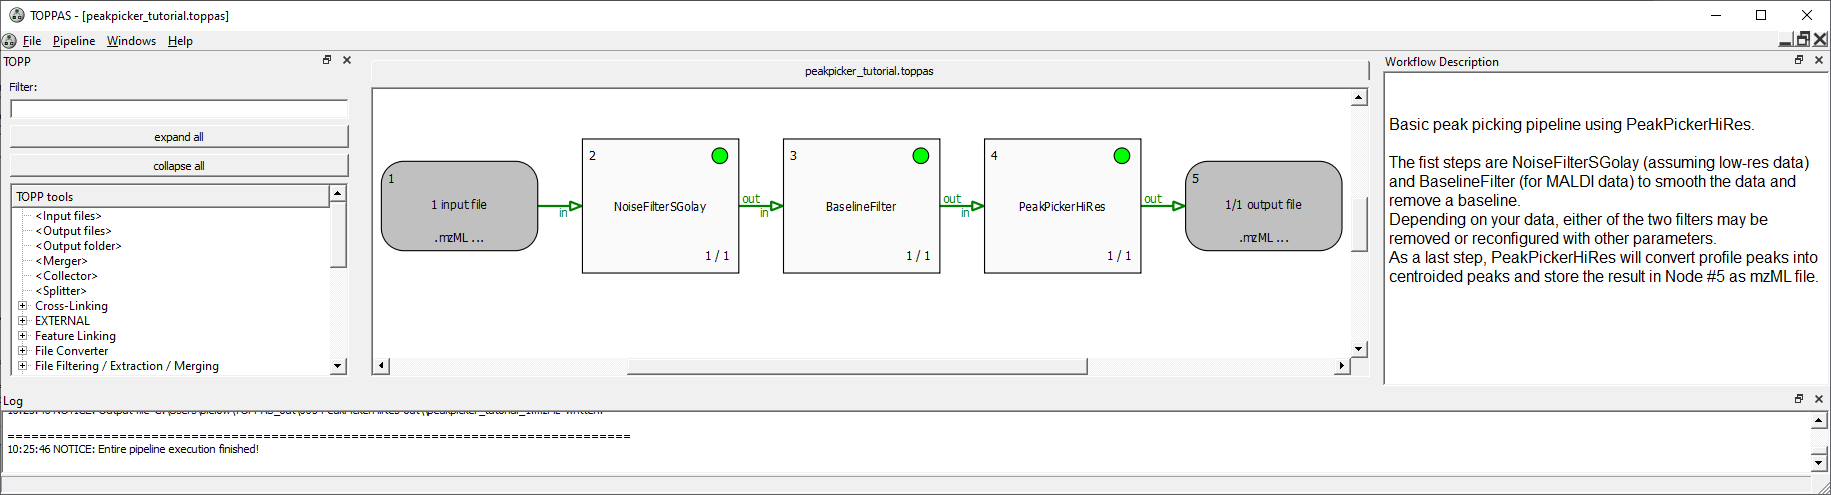 TOPPAS - [peakpicker_tutorial.toppas]
File Pipeline Windows Help
TOPP
Filter:
expand all
collapse all
TOPP tools
<Input files>
<Output files>
<Output folder>
<Merger>
<Collector>
<Splitter>
Cross-Linking
EXTERNAL
Feature Linking
File Converter
File Filtering / Extraction / Merging
peakpicker_tutorial.toppas
1
1 input file
.mzML ...
in
2
NoiseFilterSGolay
1 / 1
out
in
3
BaselineFilter
1 / 1
out
in
4
PeakPickerHiRes
1 / 1
out
5
1/1 output file
.mzML ...
Workflow Description
Basic peak picking pipeline using PeakPickerHiRes.
The fist steps are NoiseFilterSGolay (assuming low-res data)
and BaselineFilter (for MALDI data) to smooth the data and
remove a baseline.
Depending on your data, either of the two filters may be
removed or reconfigured with other parameters.
As a last step, PeakPickerHiRes will convert profile peaks into
centroided peaks and store the result in Node #5 as mzML file.
Log
==============================================================================
10:25:46 NOTICE: Entire pipeline execution finished!